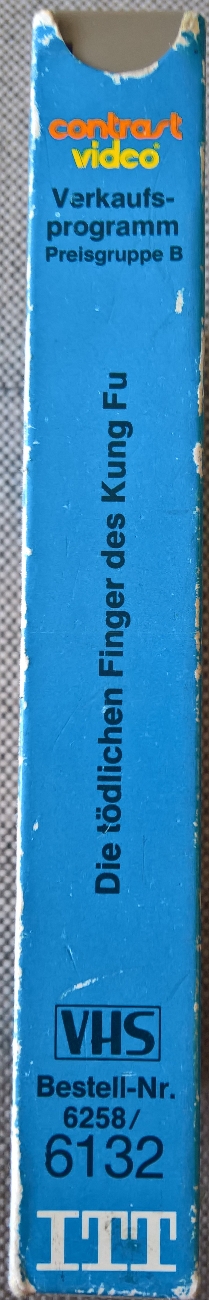 contrast
video
Verkaufs-
programm
Preisgruppe B
Die tödlichen Finger des Kung Fu
VHS
Bestell-Nr.
6258/
6132
ITT